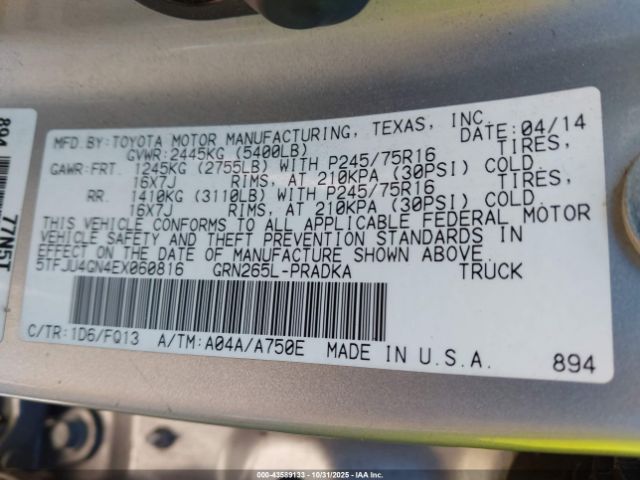 MFD.BY:TOYOTA MOTOR MANUFACTURING, TEXAS, INC.
GVWR:2445KG (5400LB) DATE:04/14
GAWR:FRT. 1245KG (2755LB) WITH P245/75R16 TIRES,
16X7J RIMS, AT 210KPA (30PSI) COLD.
RR. 1410KG (3110LB) WITH P245/75R16 TIRES,
16X7J RIMS, AT 210KPA (30PSI) COLD.
THIS VEHICLE CONFORMS TO ALL APPLICABLE FEDERAL MOTOR
VEHICLE SAFETY AND THEFT PREVENTION STANDARDS IN
EFFECT ON THE DATE OF MANUFACTURE SHOWN ABOVE.
5TFJU4GN4EX060816 GRN265L-PRADKA TRUCK
C/TR:1D6/FQ13 A/TM:A04A/A750E MADE IN U.S.A.
894
894
77N5T
000-43589133 - 10/31/2025 - IAA Inc.